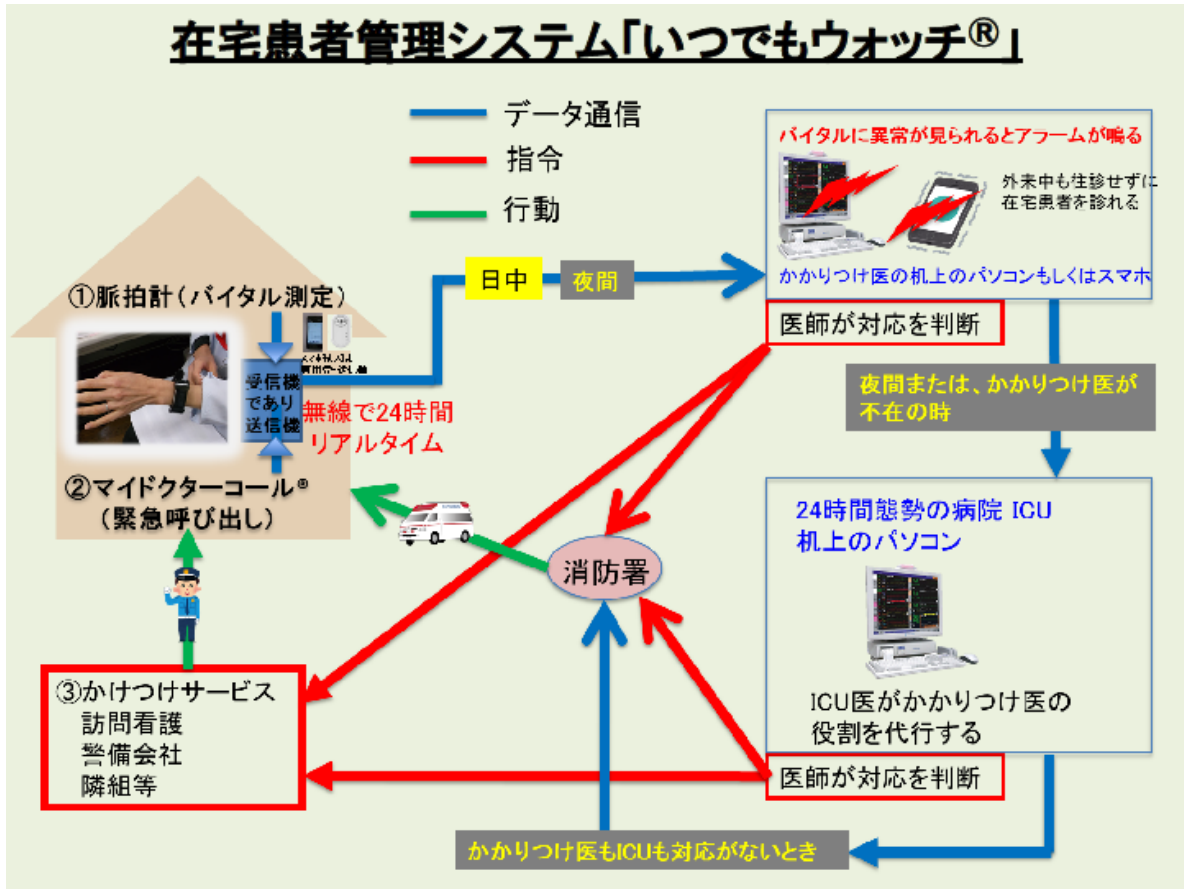 在宅患者管理システム「いつでもウォッチ®」
データ通信
指令
行動
バイタルに異常が見られるとアラームが鳴る
外来中も往診せずに
在宅患者を診れる
かかりつけ医の机上のパソコンもしくはスマホ
医師が対応を判断
日中
夜間
①脈拍計(バイタル測定)
受信機
であり
送信機
無線で24時間
リアルタイム
②マイドクターコール®
(緊急呼び出し)
夜間または、かかりつけ医が
不在の時
24時間態勢の病院 ICU
机上のパソコン
ICU医がかかりつけ医の
役割を代行する
医師が対応を判断
消防署
③かけつけサービス
訪問看護
警備会社
隣組等
かかりつけ医もICUも対応がないとき